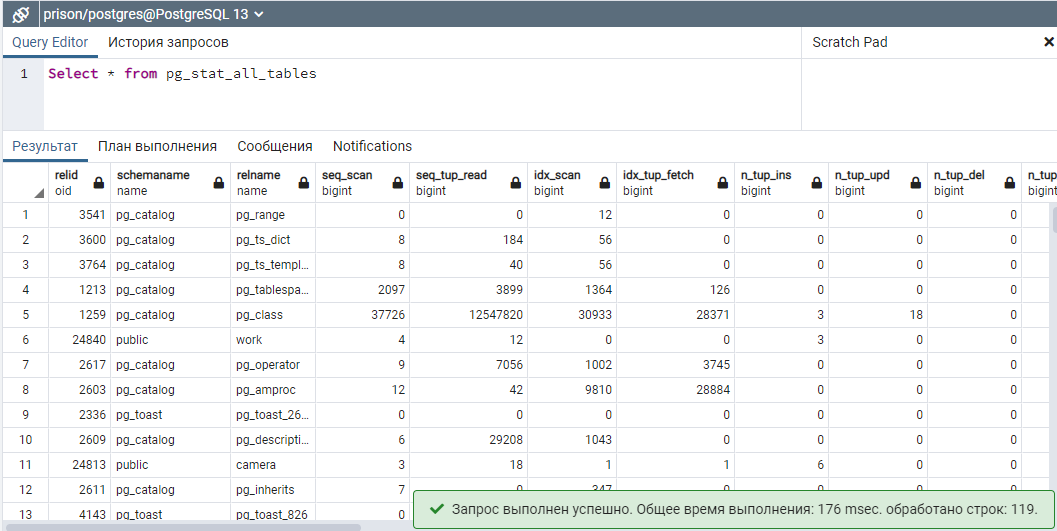 prison/postgres@PostgreSQL 13
Query Editor История запросов Scratch Pad
1 Select * from pg_stat_all_tables
Результат План выполнения Сообщения Notifications
relid schemaname relname seq_scan seq_tup_read idx_scan idx_tup_fetch n_tup_ins n_tup_upd n_tup_del n_tup
oid name name bigint bigint bigint bigint bigint bigint bigint bigint
1 3541 pg_catalog pg_range 0 0 12 0 0 0 0
2 3600 pg_catalog pg_ts_dict 8 184 56 0 0 0 0
3 3764 pg_catalog pg_ts_templ... 8 40 56 0 0 0 0
4 1213 pg_catalog pg_tablespa... 2097 3899 1364 126 0 0 0
5 1259 pg_catalog pg_class 37726 12547820 30933 28371 3 18 0
6 24840 public work 4 12 0 0 3 0 0
7 2617 pg_catalog pg_operator 9 7056 1002 3745 0 0 0
8 2603 pg_catalog pg_amproc 12 42 9810 28884 0 0 0
9 2336 pg_toast pg_toast_26... 0 0 0 0 0 0 0
10 2609 pg_catalog pg_descripti... 6 29208 1043 0 0 0 0
11 24813 public camera 3 18 1 1 6 0 0
12 2611 pg_catalog pg_inherits 7 0 347
13 4143 pg_toast pg_toast_826 0
Запрос выполнен успешно. Общее время выполнения: 176 msec. обработано строк: 119.